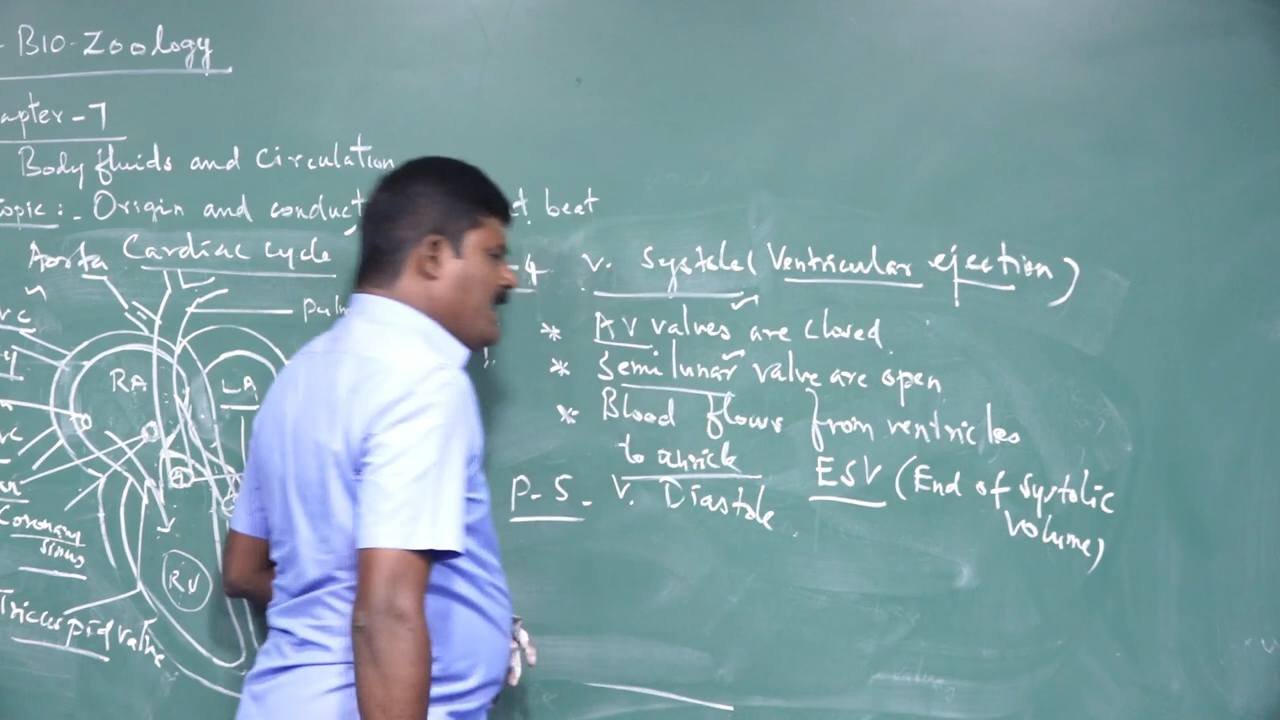 - BIO-Zoology
apter-7
Body fluids and Circulation
opic:- Origin and conduct t beat
Cardiac cycle
Aorta
-4 V. Systole (Ventricular ejection)
* AV valves are closed
* Semilunar valve are open
* Blood flows from ventricles
to
P-5- V. Diastole
ESV (End of Systolic
volume)
RA
LA
RV
Coronary
sinus
Tricuspid valve